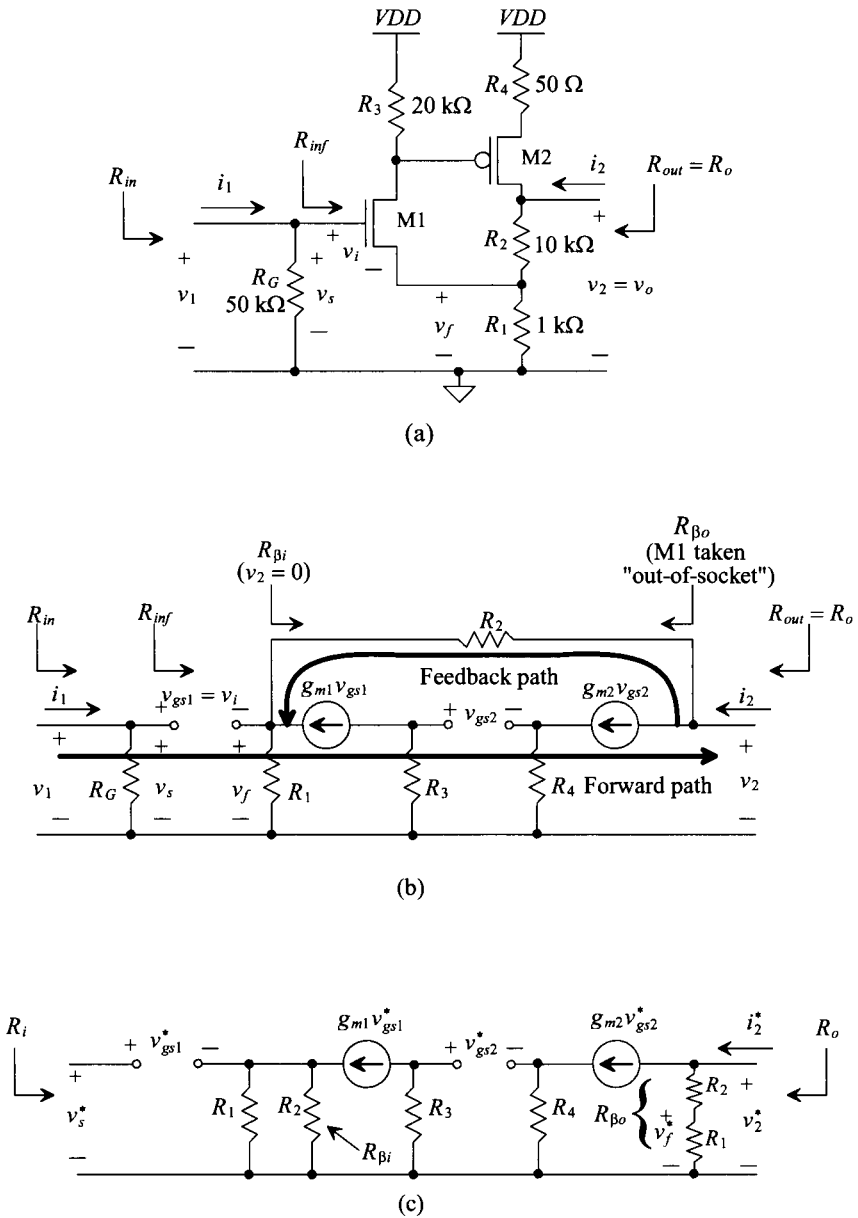 VDD VDD
R3 20 kΩ
R4 50 Ω
Rinf
Rin
i1
M1
M2
i2
Rout = Ro
+
vi
−
+
v1
−
RG
50 kΩ
+
vs
−
R2
10 kΩ
+
vf
−
R1
1 kΩ
+
v2 = vo
−
(a)
Rβi
(v2 = 0)
Rβo
(M1 taken
"out-of-socket")
Rin
Rinf
R2
Rout = Ro
Feedback path
i1
vgs1 = vi
+ −
gm1vgs1
+ vgs2 −
gm2vgs2
i2
+
v1
−
RG
+
vs
−
+
vf
−
R1
R3
R4
Forward path
+
v2
−
(b)
Ri
+ v*gs1 −
gm1v*gs1
+ v*gs2 −
gm2v*gs2
i*2
Ro
+
v*s
−
R1
R2
Rβi
R3
R4
Rβo
+
v*f
−
R2
R1
+
v*2
−
(c)